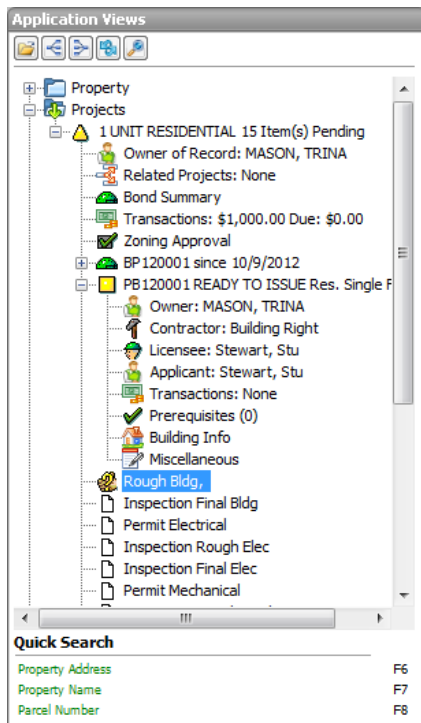 Application Views
Property
Projects
1 UNIT RESIDENTIAL 15 Item(s) Pending
Owner of Record: MASON, TRINA
Related Projects: None
Bond Summary
Transactions: $1,000.00 Due: $0.00
Zoning Approval
BP120001 since 10/9/2012
PB120001 READY TO ISSUE Res. Single F
Owner: MASON, TRINA
Contractor: Building Right
Licensee: Stewart, Stu
Applicant: Stewart, Stu
Transactions: None
Prerequisites (0)
Building Info
Miscellaneous
Rough Bldg,
Inspection Final Bldg
Permit Electrical
Inspection Rough Elec
Inspection Final Elec
Permit Mechanical
Quick Search
Property Address F6
Property Name F7
Parcel Number F8